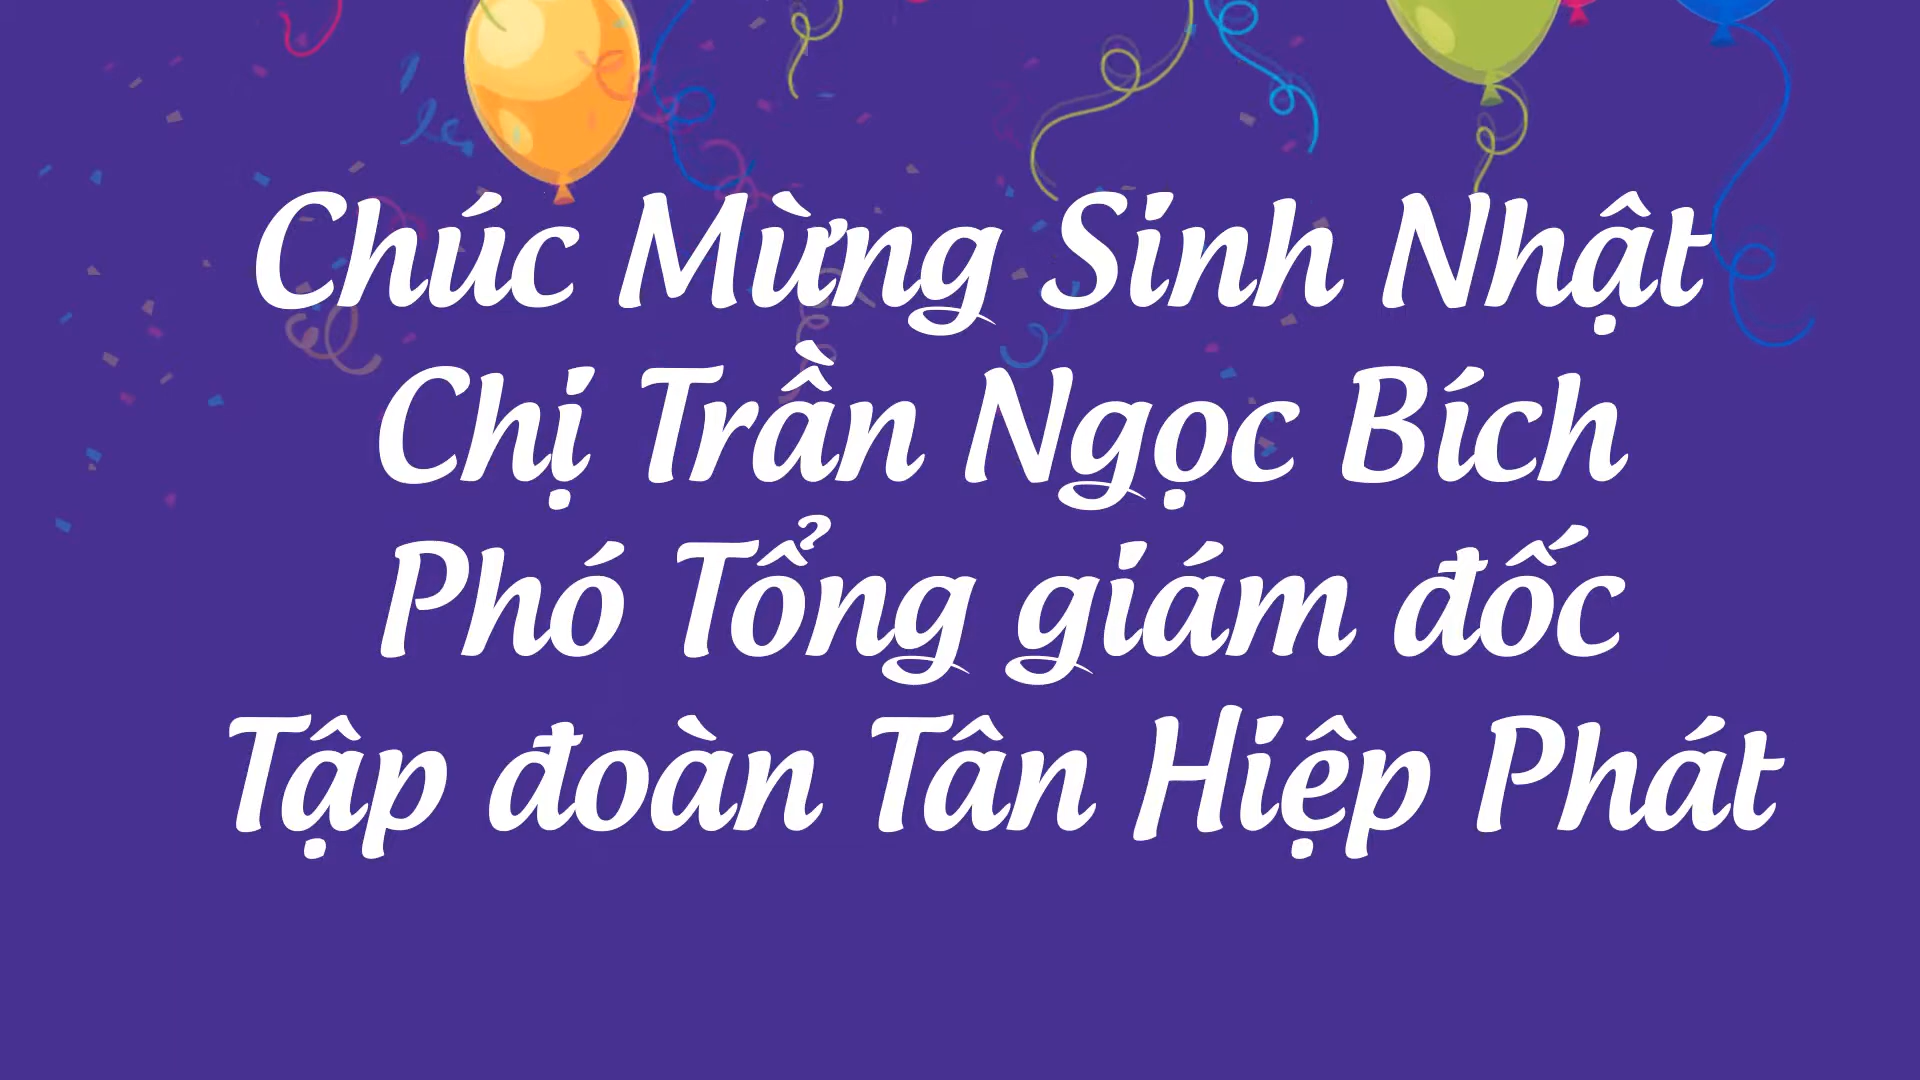 Chúc Mừng Sinh Nhật
Chị Trần Ngọc Bích
Phó Tổng giám đốc
Tập đoàn Tân Hiệp Phát